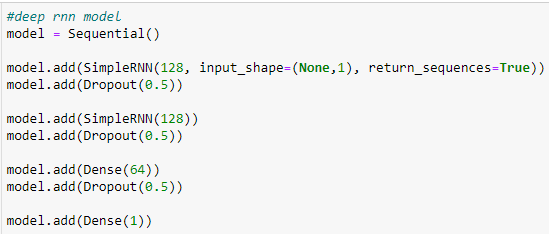 #deep rnn model
model = Sequential()
model.add(SimpleRNN(128, input_shape=(None,1), return_sequences=True))
model.add(Dropout(0.5))
model.add(SimpleRNN(128))
model.add(Dropout(0.5))
model.add(Dense(64))
model.add(Dropout(0.5))
model.add(Dense(1))